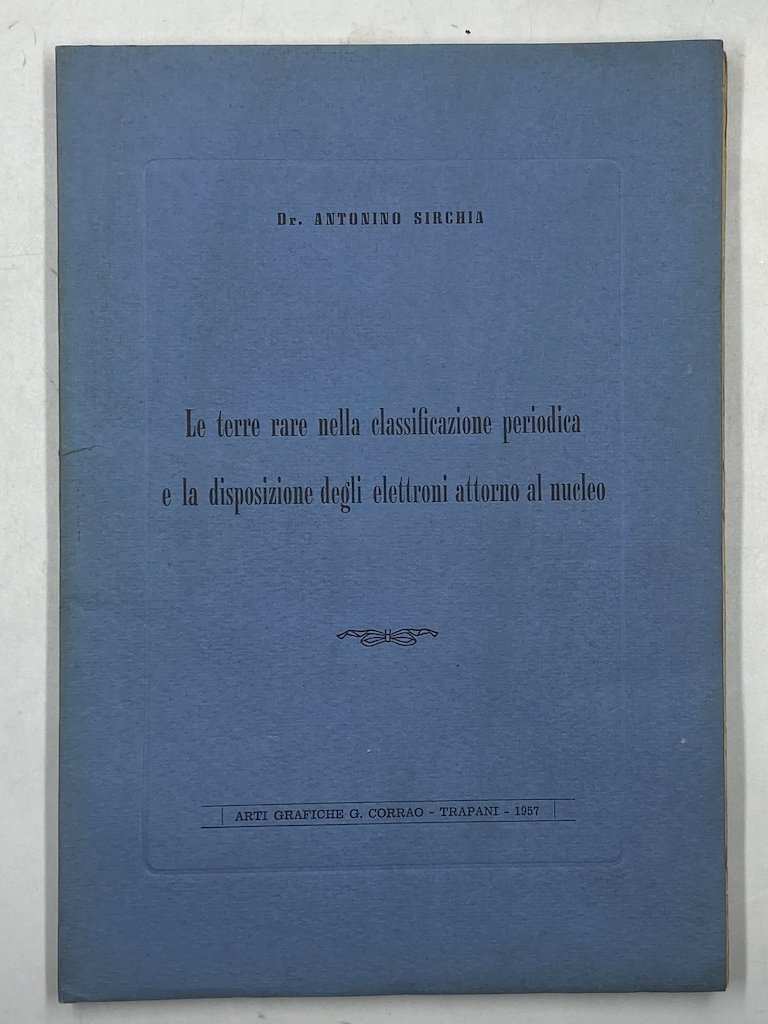 Dr. ANTONINO SIRCHIA
Le terre rare nella classificazione periodica
e la disposizione degli elettroni attorno al nucleo
ARTI GRAFICHE G. CORRAO - TRAPANI - 1957